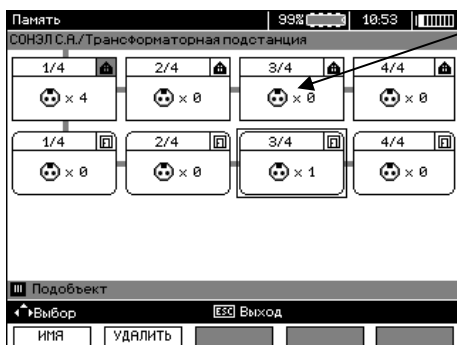 Память 99% 10:53
СОНЭЛ С.А./Трансформаторная подстанция
1/4 2/4 3/4 4/4
× 4 × 0 × 0 × 0
1/4 2/4 3/4 4/4
× 0 × 0 × 1 × 0
Подобъект
Выбор ESC Выход
ИМЯ УДАЛИТЬ